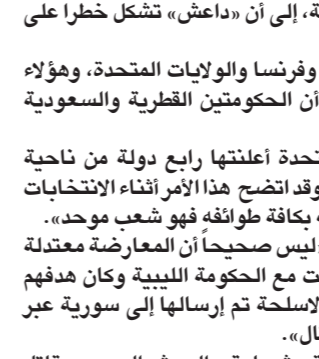 ة، إلى أن «داعش» تشكل خطرا على
وفرنسا والولايات المتحدة، وهؤلاء
أن الحكومتين القطرية والسعودية
تحدة أعلنتها رابع دولة من ناحية
وقد اتضح هذا الأمر أثناء الانتخابات
بكافة طوائفه فهو شعب موحد».
ليس صحيحاً أن المعارضة معتدلة
ت مع الحكومة الليبية وكان هدفهم
لاسلحة تم إرسالها إلى سورية عبر
ال».